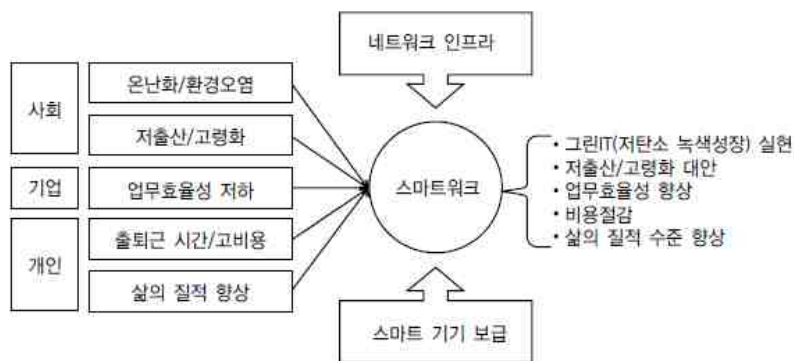 네트워크 인프라
사회
온난화/환경오염
저출산/고령화
기업
업무효율성 저하
개인
출퇴근 시간/고비용
삶의 질적 향상
스마트워크
• 그린IT(저탄소 녹색성장) 실현
• 저출산/고령화 대안
• 업무효율성 향상
• 비용절감
• 삶의 질적 수준 향상
스마트 기기 보급